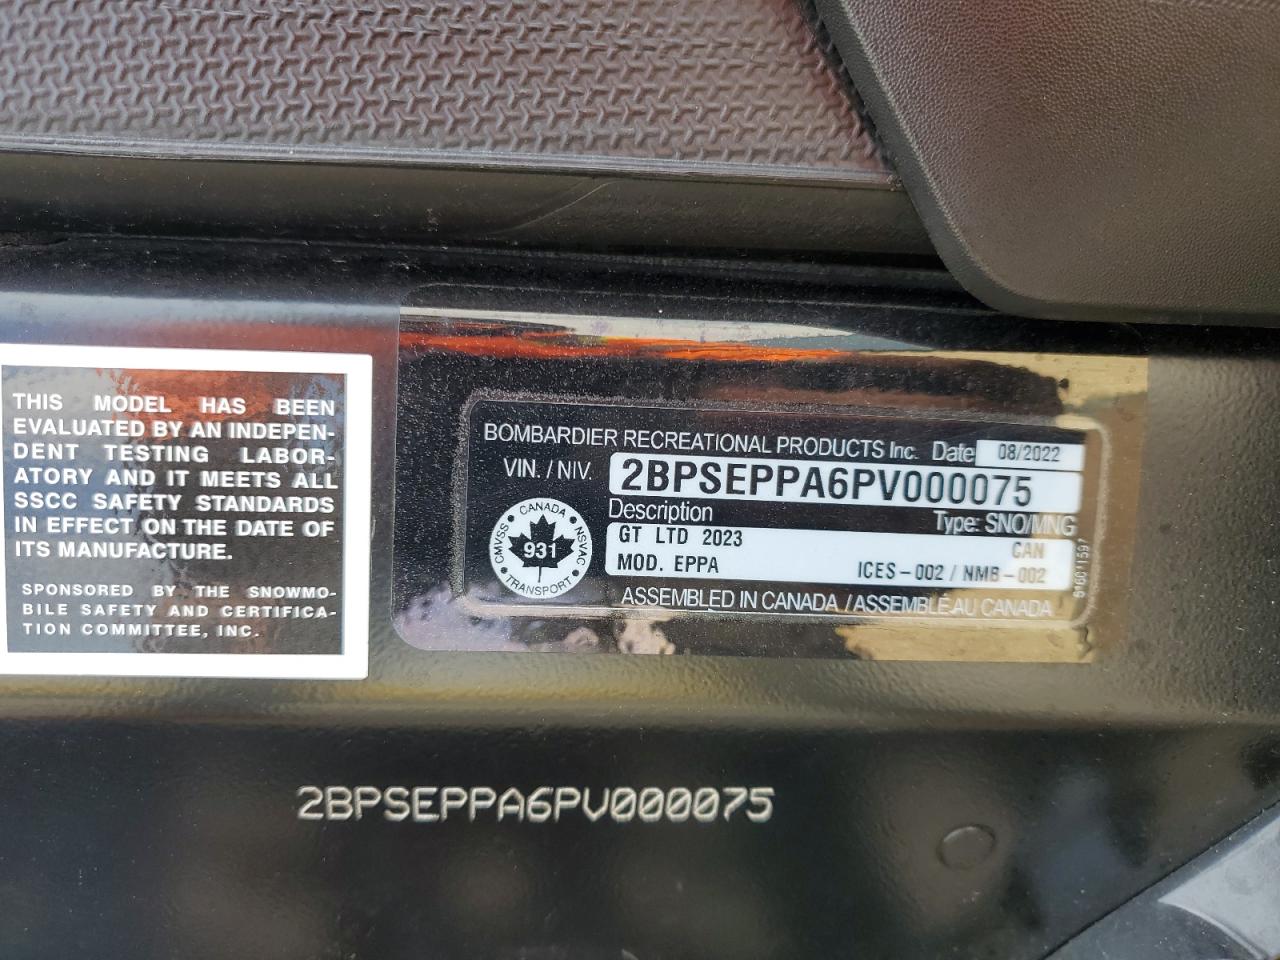 THIS MODEL HAS BEEN
EVALUATED BY AN INDEPEN-
DENT TESTING LABOR-
ATORY AND IT MEETS ALL
SSCC SAFETY STANDARDS
IN EFFECT ON THE DATE OF
ITS MANUFACTURE.
SPONSORED BY THE SNOWMO-
BILE SAFETY AND CERTIFICA-
TION COMMITTEE, INC.
BOMBARDIER RECREATIONAL PRODUCTS Inc. Date 08/2022
VIN. / NIV. 2BPSEPPA6PV000075
Description Type: SNO/MNG
CANADA
CMVSS 931 NSVAC
TRANSPORT
GT LTD 2023 CAN
MOD. EPPA ICES-002 / NMB-002
516011597
ASSEMBLED IN CANADA / ASSEMBLÉ AU CANADA
2BPSEPPA6PV000075